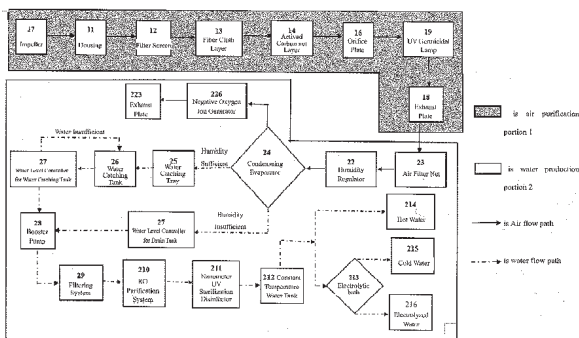 17
Impeller
11
Housing
12
Filter Screen
13
Filter Cloth
Layer
14
Actived
Carbon net Layer
16
Orifice
Plate
19
UV Germicidal
Lamp
18
Exhaust
Plate
is air purification
portion 1
223
Exhaust
Plate
226
Negative Oxygen
Ion Generator
is water production
portion 2
Water Insufficient
27
Water Level Controller
for Water Catching Tank
26
Water
Catching
Tank
25
Water
Catching Tray
Humidity
Sufficient
24
Condensing
Evaporator
22
Humidity
Regulator
23
Air Filter Net
is Air flow path
28
Booster
Pump
27
Water Level Controller
for Drain Tank
Humidity
Insufficient
214
Hot Water
215
Cold Water
is water flow path
29
Filtering
System
210
RO
Purification
System
211
Nanometer
UV
Sterilization
Disinfector
212 Constant
Temperature
Water Tank
213
Electrolytic
216
Electrolyzed
Water